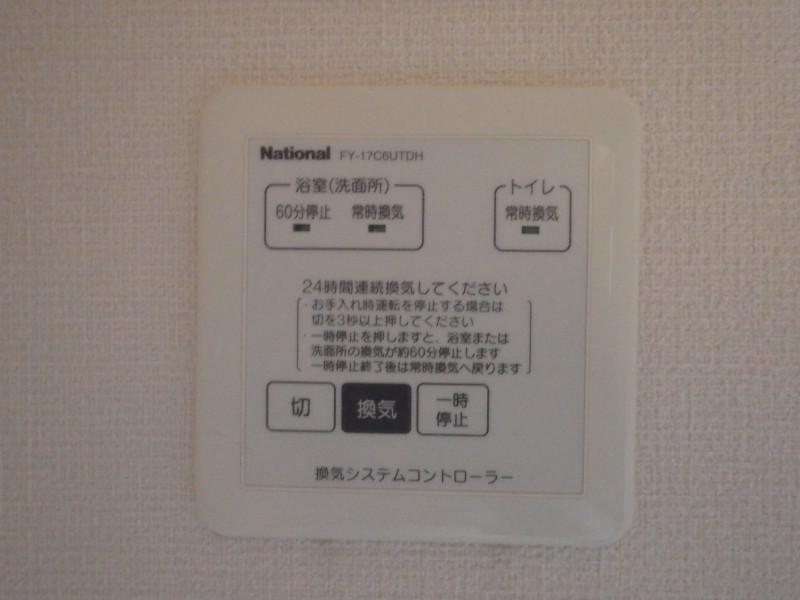 National FY-17C6UTDH
浴室(洗面所)
60分停止 常時換気
トイレ
常時換気
24時間連続換気してください
・お手入れ時運転を停止する場合は
切を3秒以上押してください
・一時停止を押しますと、浴室または
洗面所の換気が約60分停止します
一時停止終了後は常時換気へ戻ります
切
換気
一時
停止
換気システムコントローラー